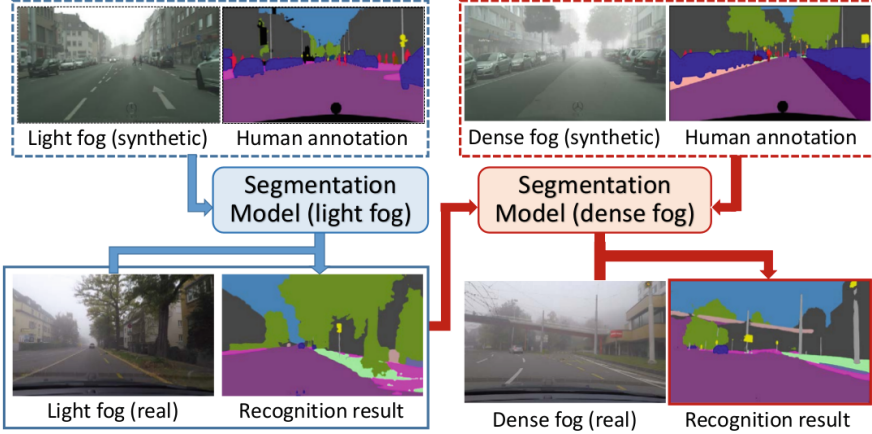 Light fog (synthetic)
Human annotation
Dense fog (synthetic)
Human annotation
Segmentation
Model (light fog)
Segmentation
Model (dense fog)
Light fog (real)
Recognition result
Dense fog (real)
Recognition result